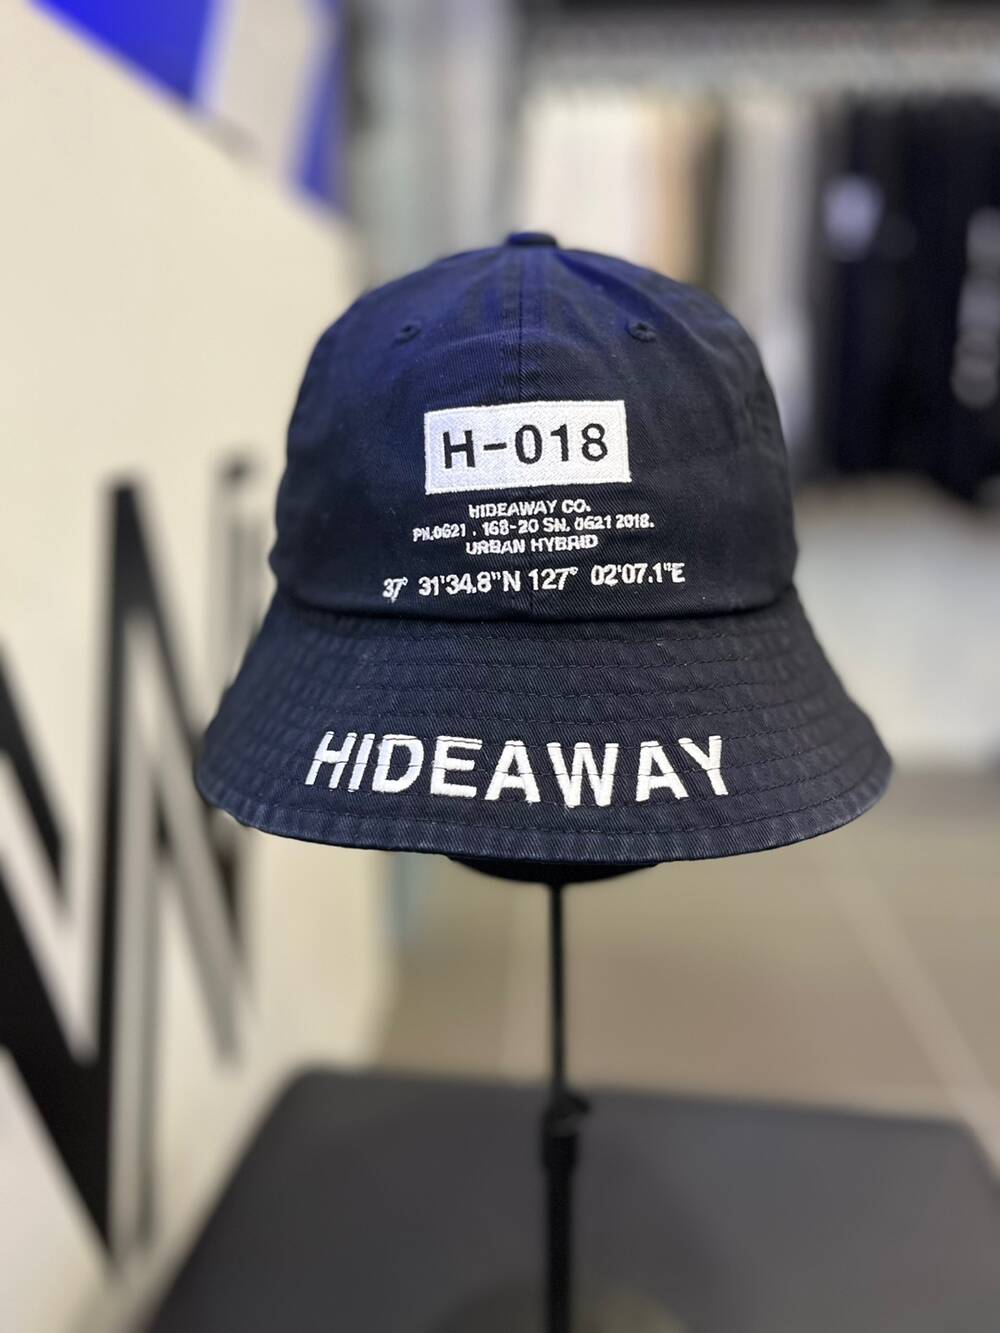 H-018
HIDEAWAY CO.
PN.0621 . 168-20 SN. 0621 2018.
URBAN HYBRID
37° 31'34.8"N 127° 02'07.1"E
HIDEAWAY